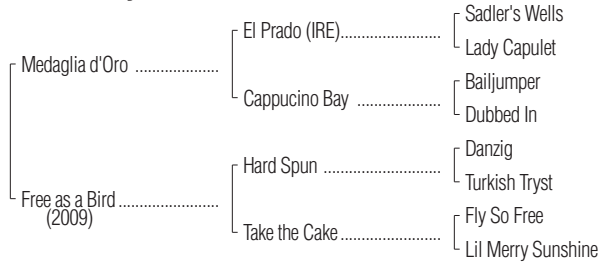 Sadler's Wells
El Prado (IRE)....................
Lady Capulet
Medaglia d'Oro ....................
Bailjumper
Cappucino Bay ....................
Dubbed In
Danzig
Hard Spun ............................
Turkish Tryst
Free as a Bird ........................
(2009)
Fly So Free
Take the Cake ........................
Lil Merry Sunshine